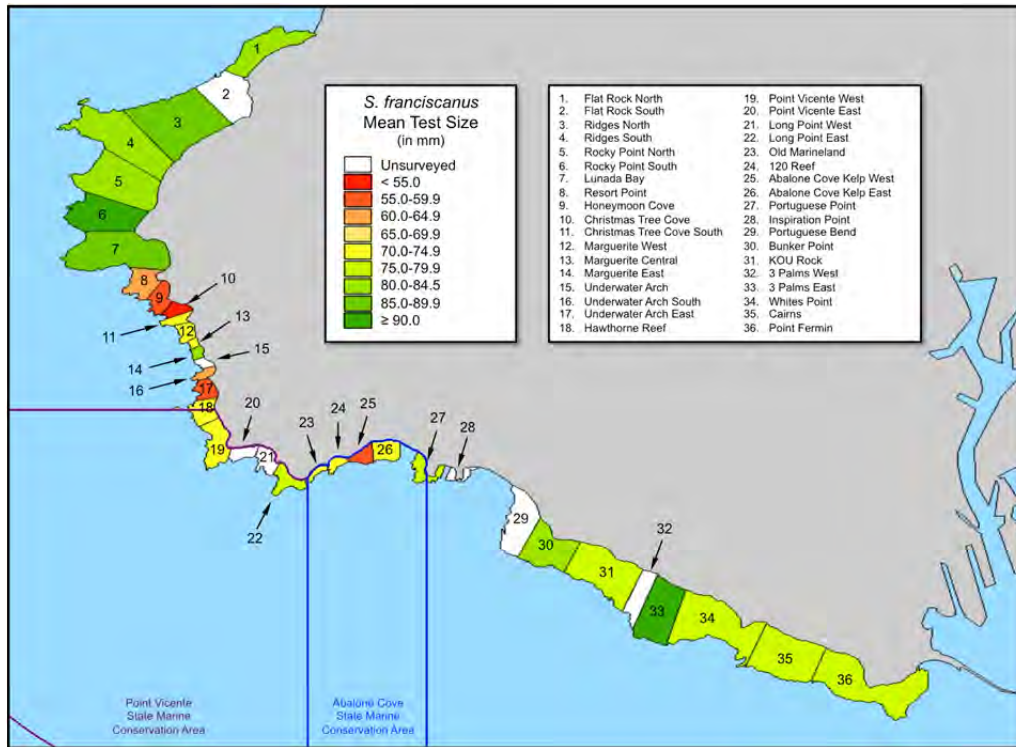 S. franciscanus
Mean Test Size
(in mm)
Unsurveyed
< 55.0
55.0-59.9
60.0-64.9
65.0-69.9
70.0-74.9
75.0-79.9
80.0-84.5
85.0-89.9
≥ 90.0
1. Flat Rock North
2. Flat Rock South
3. Ridges North
4. Ridges South
5. Rocky Point North
6. Rocky Point South
7. Lunada Bay
8. Resort Point
9. Honeymoon Cove
10. Christmas Tree Cove
11. Christmas Tree Cove South
12. Marguerite West
13. Marguerite Central
14. Marguerite East
15. Underwater Arch
16. Underwater Arch South
17. Underwater Arch East
18. Hawthorne Reef
19. Point Vicente West
20. Point Vicente East
21. Long Point West
22. Long Point East
23. Old Marineland
24. 120 Reef
25. Abalone Cove Kelp West
26. Abalone Cove Kelp East
27. Portuguese Point
28. Inspiration Point
29. Portuguese Bend
30. Bunker Point
31. KOU Rock
32. 3 Palms West
33. 3 Palms East
34. Whites Point
35. Cairns
36. Point Fermin
1
2
3
4
5
6
7
8
9
10
11
12
13
14
15
16
17
18
19
20
21
22
23
24
25
26
27
28
29
30
31
32
33
34
35
36
Point Vicente
State Marine
Conservation Area
Abalone Cove
State Marine
Conservation Area